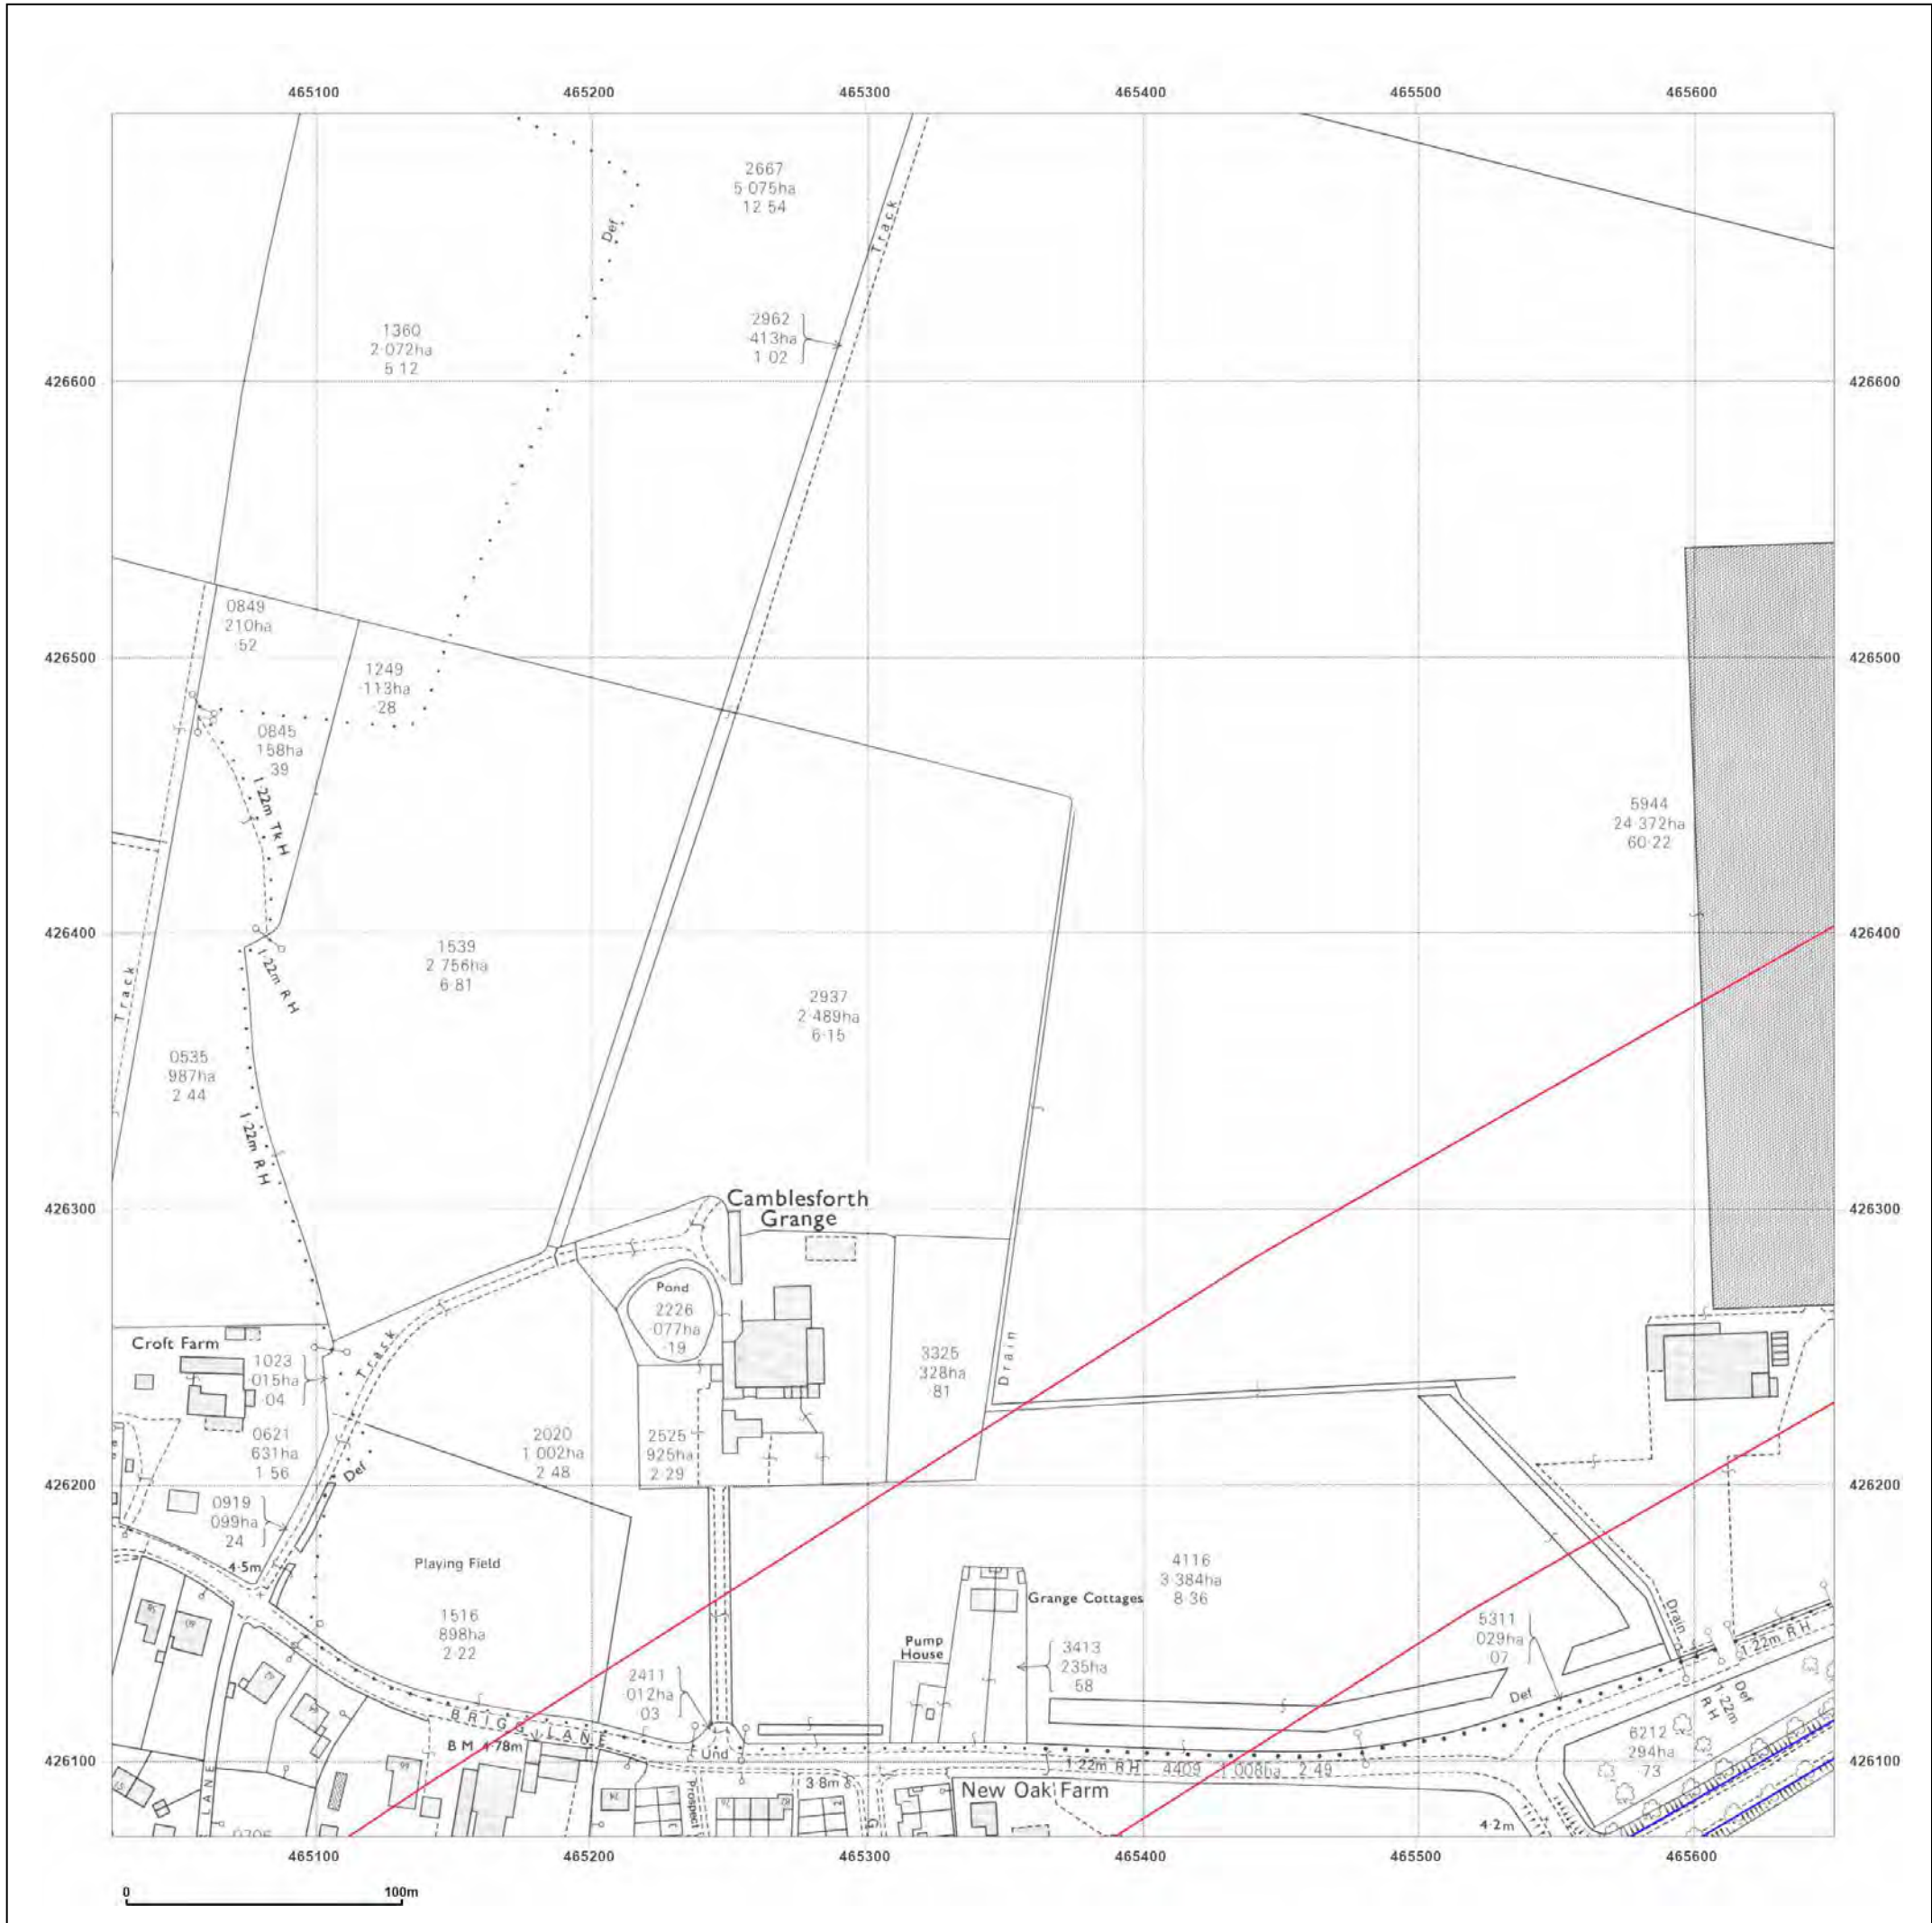 465100 465200 465300 465400 465500 465600
2667
5·075ha
12·54
Def
Track
2962
·413ha
1·02
1360
2·072ha
5·12
426600 426600
0849
·210ha
·52
426500 426500
1249
·113ha
·28
0845
·158ha
·39
1·22m Tk H
5944
24·372ha
60·22
426400 426400
1·22m R H
1539
2·756ha
6·81
Track
2937
2·489ha
6·15
0535
·987ha
2·44
1·22m R H
Camblesforth
Grange
426300 426300
Pond
2226
·077ha
·19
Croft Farm
1023
·015ha
·04
Track
Drain
3325
·328ha
·81
0621
·631ha
1·56
2020
1·002ha
2·48
2525
·925ha
2·29
Def
426200 426200
0919
·099ha
·24
4·5m
Playing Field
1516
·898ha
2·22
4116
3·384ha
8·36
Grange Cottages
Pump
House
3413
·235ha
·58
5311
·029ha
·07
Drain
1·22m R H
2411
·012ha
·03
BRIGG LANE
B M 4·78m
Und
Def
Def
1·22m
R H
6212
·294ha
·73
426100 426100
1·22m R H 4409 1·008ha 2·49
3·8m
New Oak Farm
Prospect
LANE
4·2m
465100 465200 465300 465400 465500 465600
0 100m